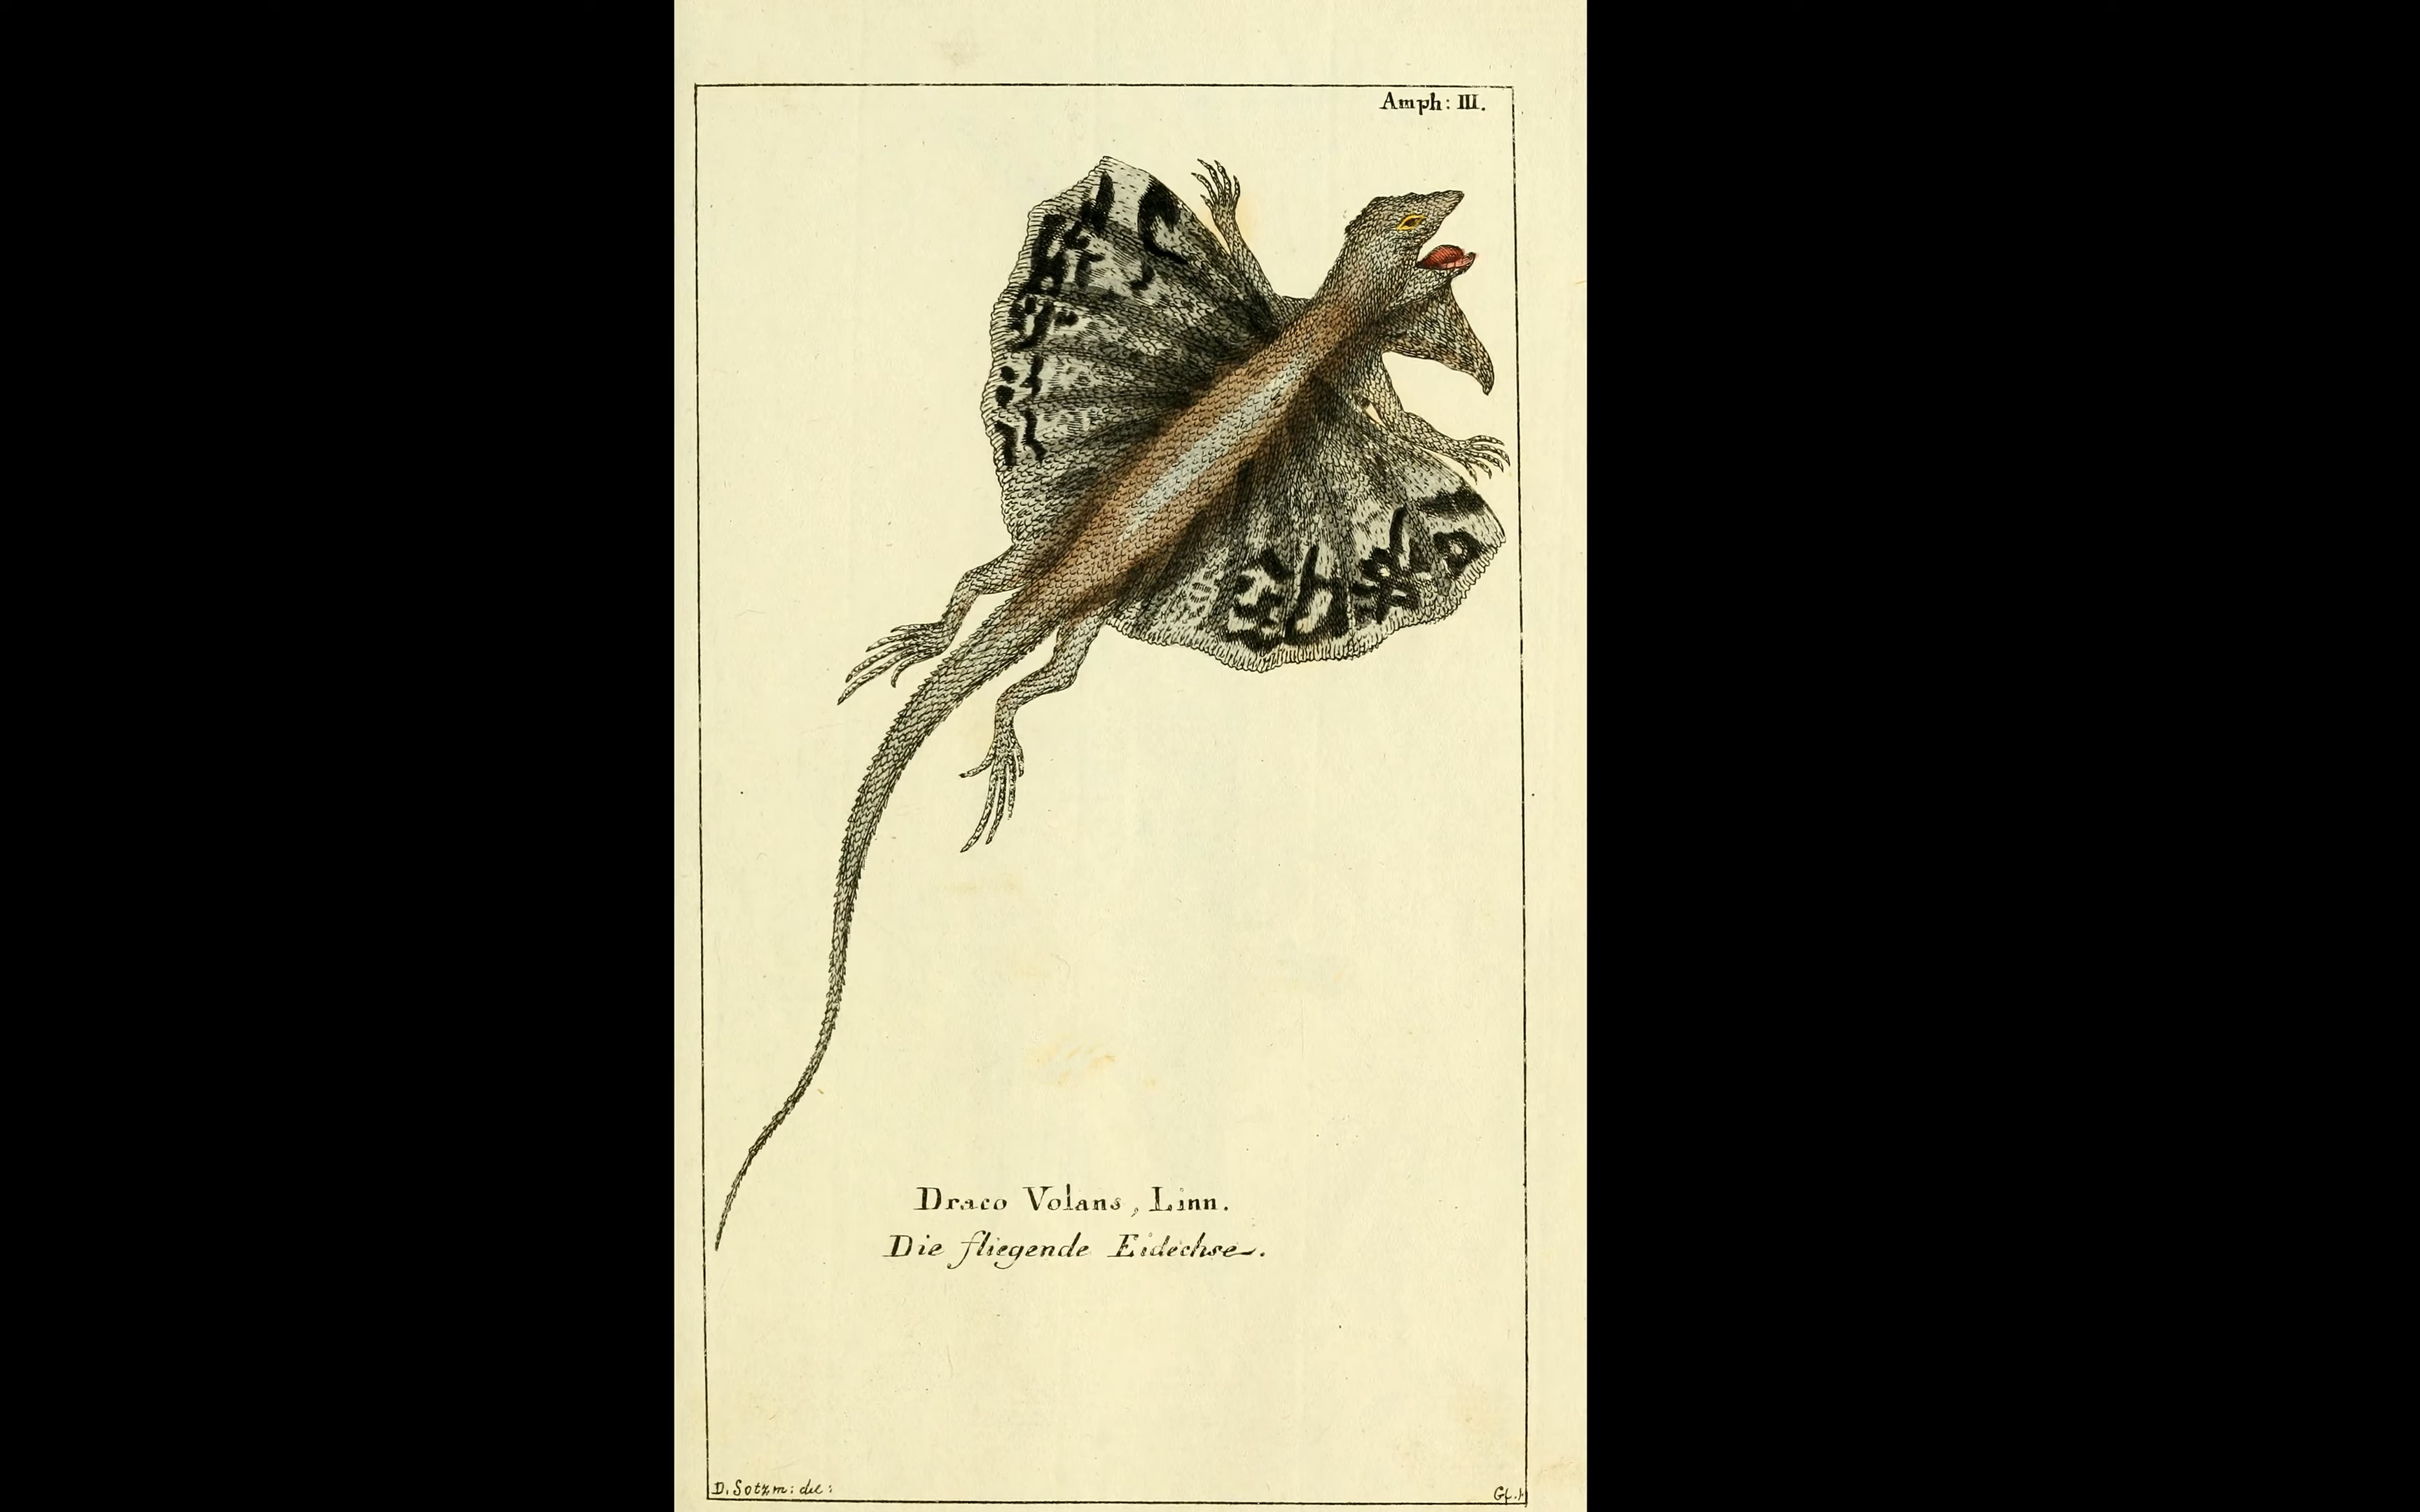 Amph: III.
Draco Volans, Linn.
Die fliegende Eidechse.
D. Sotzm: del: